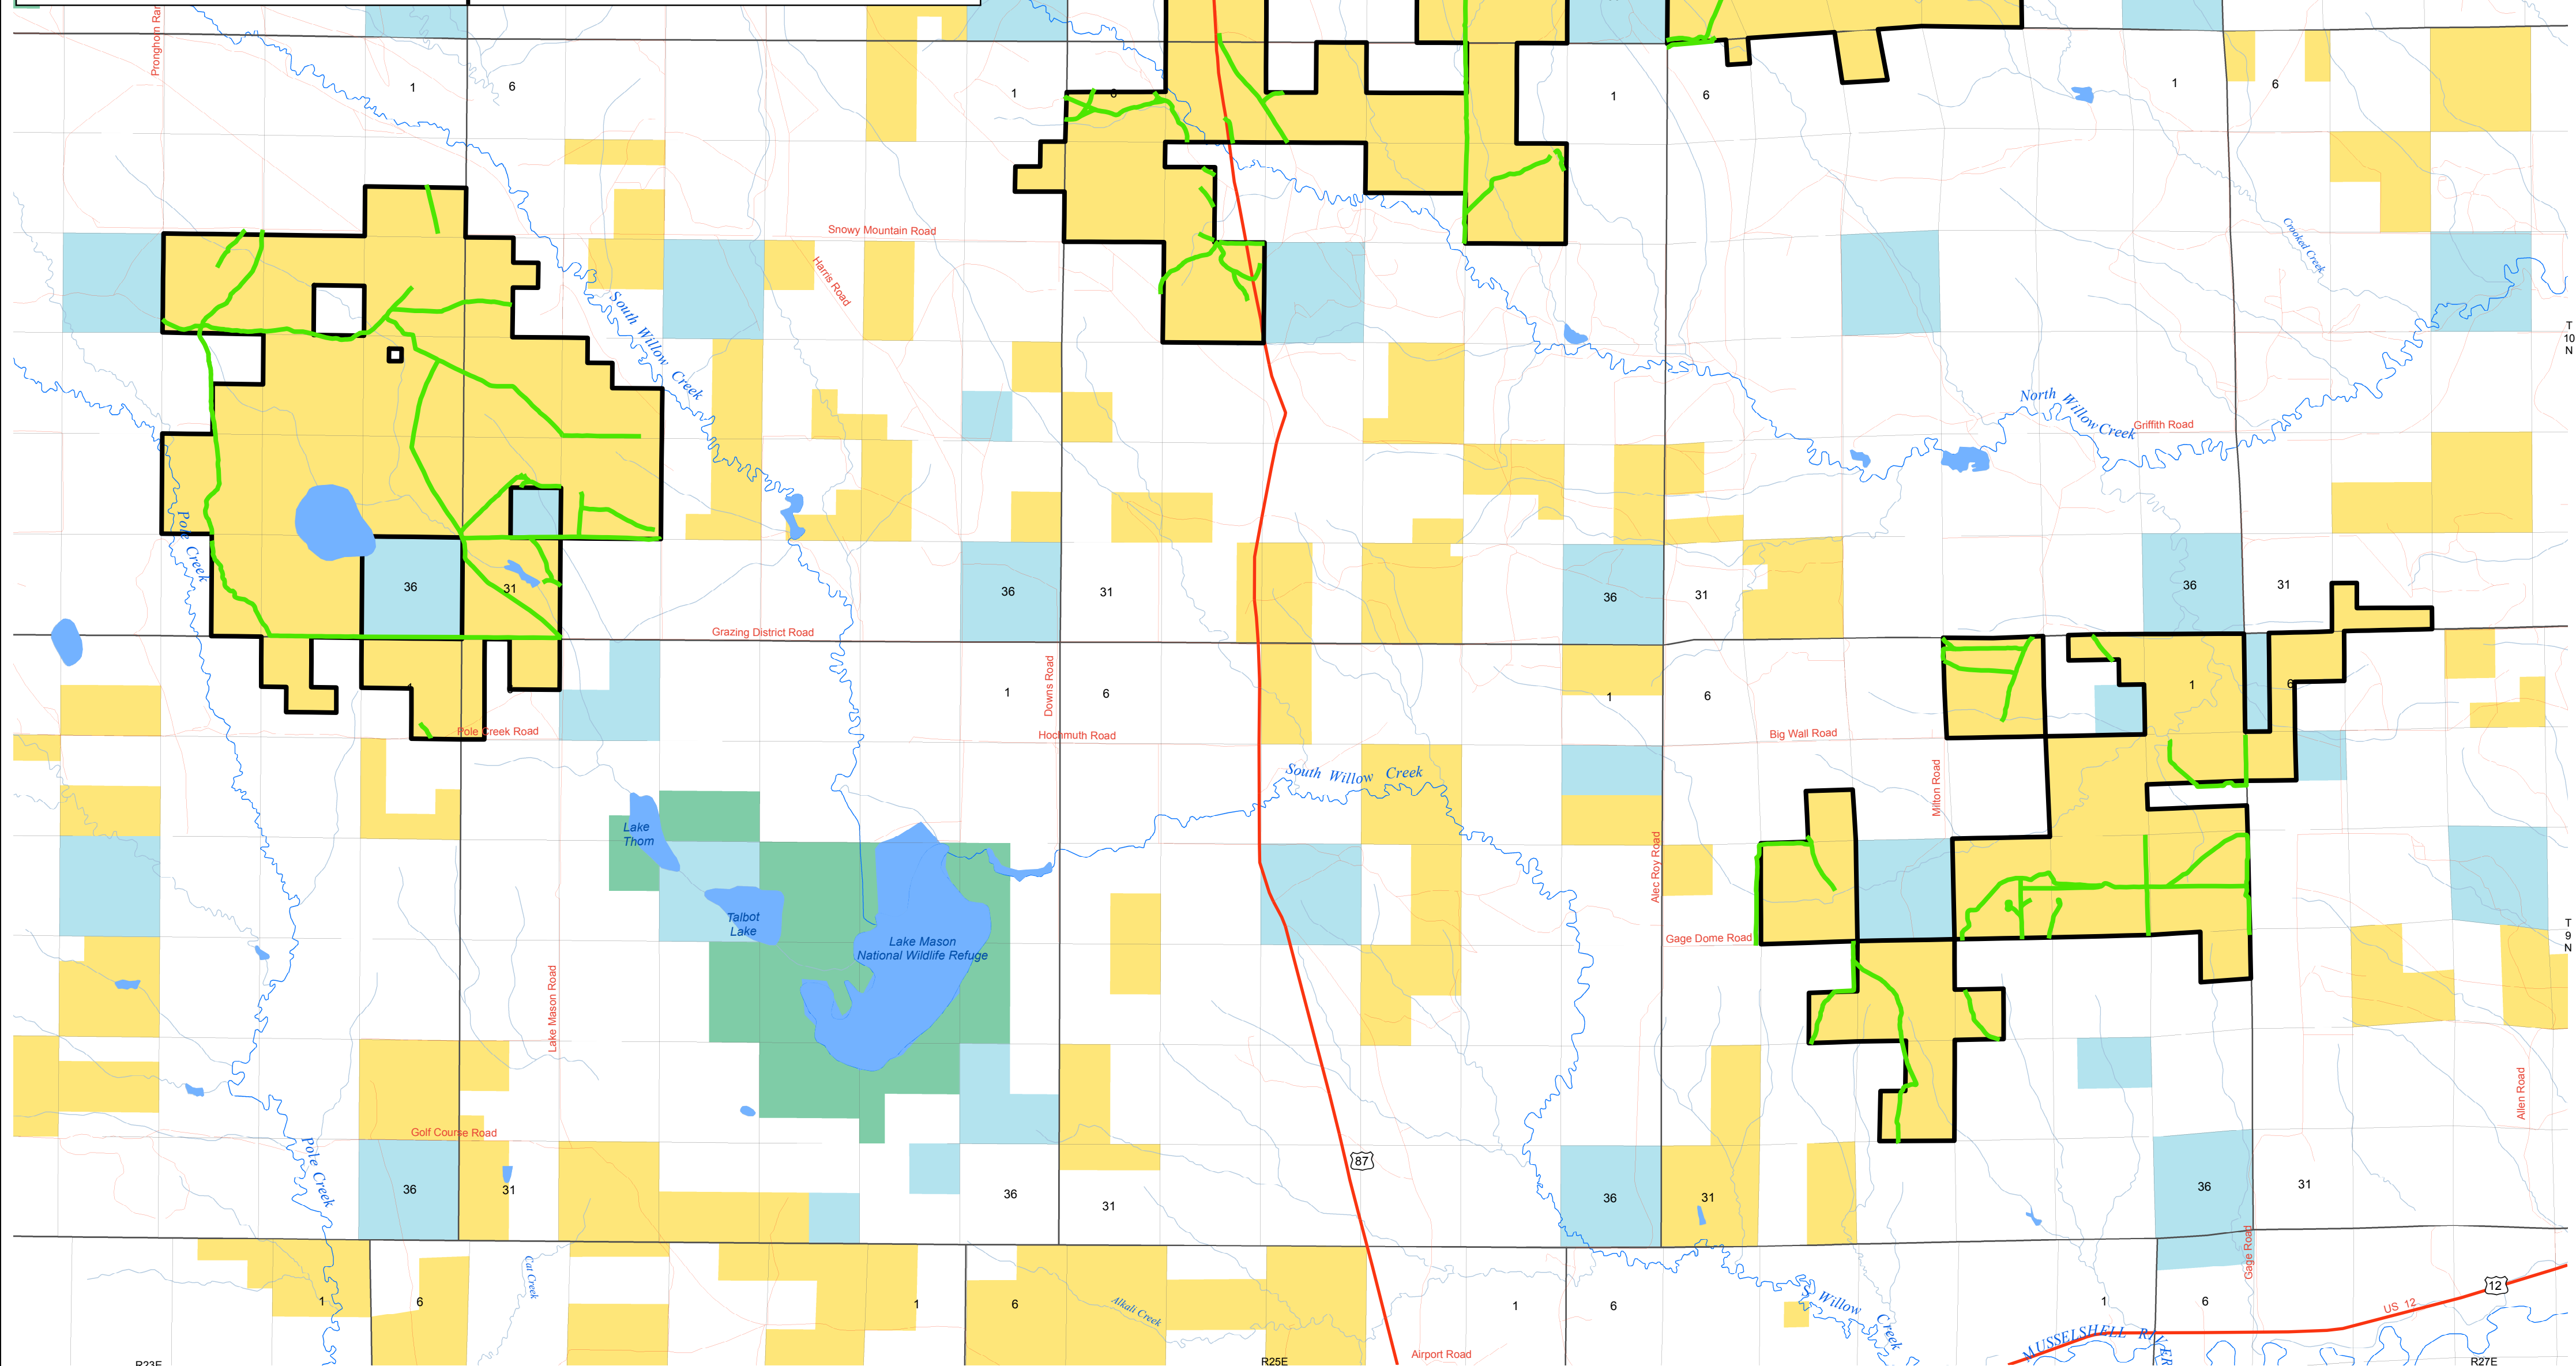 Pronghorn Ran
1
6
1
6
1
6
1
6
Snowy Mountain Road
Harris Road
Crooked Creek
South Willow Creek
T
10
N
North Willow Creek
Griffith Road
Pole Creek
36
31
36
31
36
31
36
31
Grazing District Road
Downs Road
1
6
1
6
1
6
Pole Creek Road
Hochmuth Road
Big Wall Road
Milton Road
South Willow Creek
Lake
Thom
Alec Roy Road
Talbot
Lake
Lake Mason
National Wildlife Refuge
Gage Dome Road
T
9
N
Lake Mason Road
Allen Road
Golf Course Road
Pole Creek
87
36
31
36
31
36
31
36
31
Gage Road
Cat Creek
Alkali Creek
1
6
1
6
1
6
1
6
12
US 12
S Willow Creek
MUSSELSHELL RIVER
Airport Road
R23E
R25E
R27E